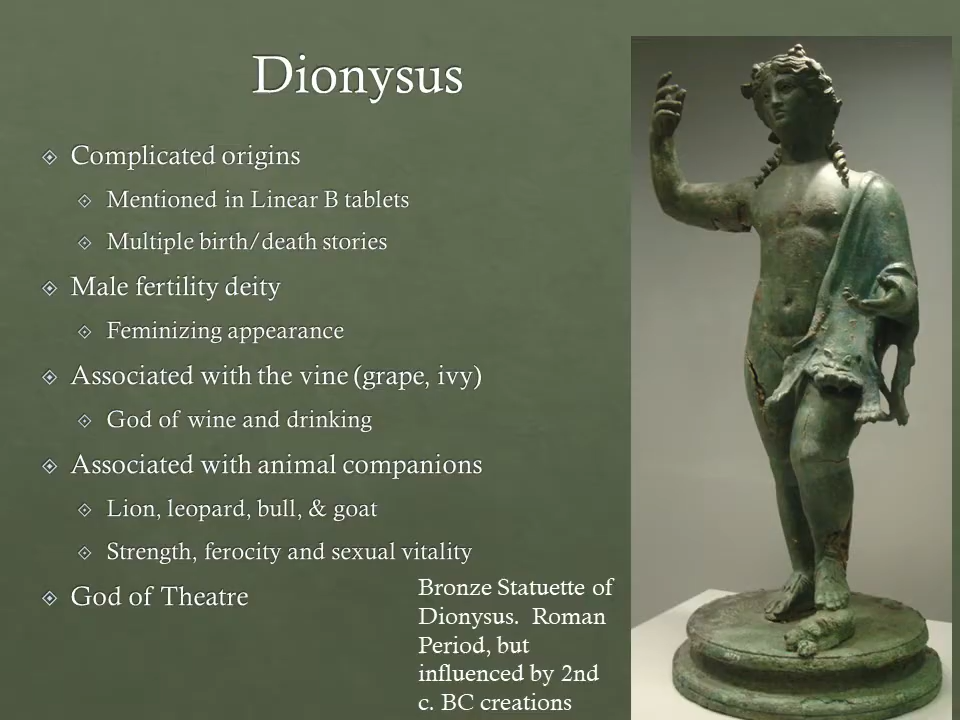 Dionysus
Complicated origins
Mentioned in Linear B tablets
Multiple birth/death stories
Male fertility deity
Feminizing appearance
Associated with the vine (grape, ivy)
God of wine and drinking
Associated with animal companions
Lion, leopard, bull, & goat
Strength, ferocity and sexual vitality
God of Theatre
Bronze Statuette of
Dionysus. Roman
Period, but
influenced by 2nd
c. BC creations